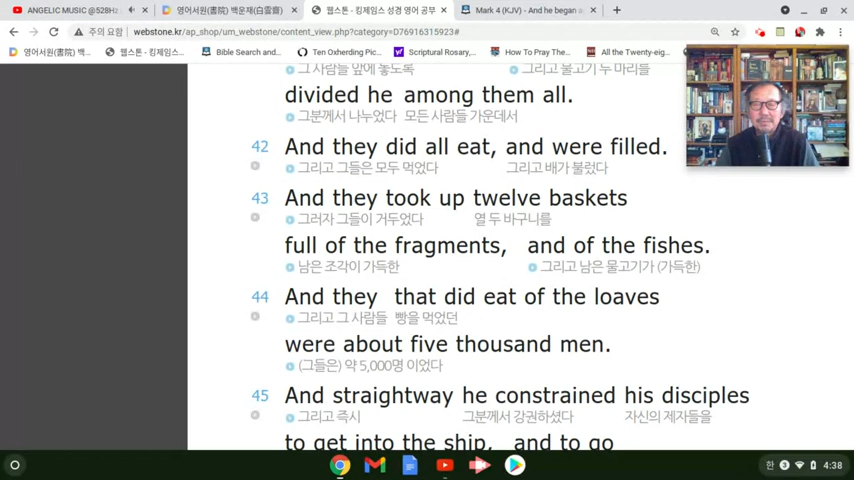 ANGELIC MUSIC @528Hz
영어서원(書院) 백운재(白雲齋)
웹스톤 - 킹제임스 성경 영어 공부
Mark 4 (KJV) - And he began a
주의 요함
webstone.kr/ap_shop/um_webstone/content_view.php?category=D76916315923#
영어서원(書院) 백...
웹스톤 - 킹제임스...
Bible Search and...
Ten Oxherding Pic...
Scriptural Rosary,...
How To Pray The...
All the Twenty-eig...
그 사람들 앞에 놓도록
그리고 물고기 두 마리를
divided he among them all.
그분께서 나누었다 모든 사람들 가운데서
42 And they did all eat, and were filled.
그리고 그들은 모두 먹었다
그리고 배가 불렀다
43 And they took up twelve baskets
그러자 그들이 거두었다
열 두 바구니를
full of the fragments, and of the fishes.
남은 조각이 가득한
그리고 남은 물고기가 (가득한)
44 And they that did eat of the loaves
그리고 그 사람들 빵을 먹었던
were about five thousand men.
(그들은) 약 5,000명 이었다
45 And straightway he constrained his disciples
그리고 즉시
그분께서 강권하셨다
자신의 제자들을
to get into the ship, and to go
한
3
4:38